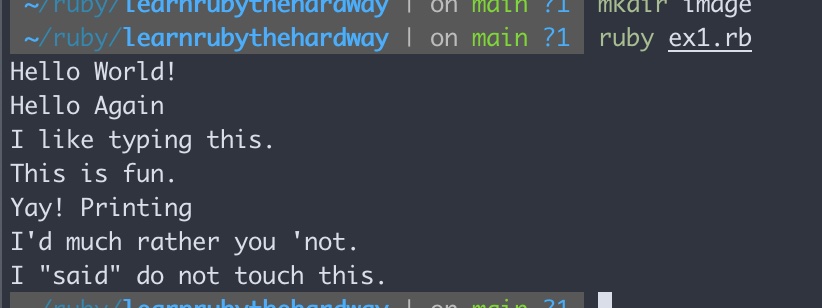 ~/ruby/learnrubythehardway | on main ?1 mkdir image
~/ruby/learnrubythehardway | on main ?1 ruby ex1.rb
Hello World!
Hello Again
I like typing this.
This is fun.
Yay! Printing
I'd much rather you 'not.
I "said" do not touch this.
~/ruby/learnrubythehardway | on main ?1